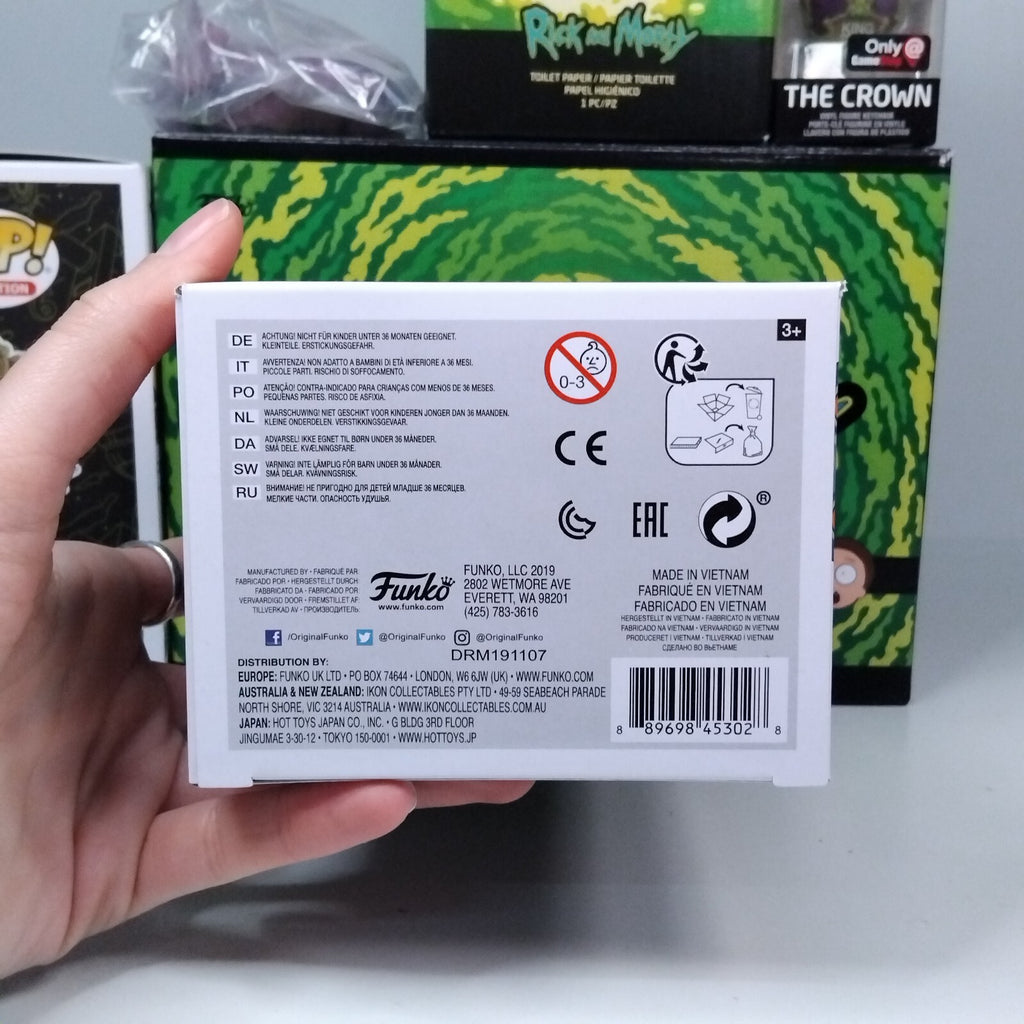 Rick and Morty
TOILET PAPER / PAPIER TOILETTE
PAPEL HIGIÉNICO
1 PC/PZ
Only @
GameStop
THE CROWN
P!
3+
DE ACHTUNG! NICHT FÜR KINDER UNTER 36 MONATEN GEEIGNET.
KLEINTEILE. ERSTICKUNGSGEFAHR.
IT AVVERTENZA! NON ADATTO A BAMBINI DI ETÀ INFERIORE A 36 MESI.
PICCOLE PARTI. RISCHIO DI SOFFOCAMENTO.
PO ATENÇÃO! CONTRA-INDICADO PARA CRIANÇAS COM MENOS DE 36 MESES.
PEQUENAS PARTES. RISCO DE ASFIXIA.
NL WAARSCHUWING! NIET GESCHIKT VOOR KINDEREN JONGER DAN 36 MAANDEN.
KLEINE ONDERDELEN. VERSTIKKINGSGEVAAR.
DA ADVARSEL! IKKE EGNET TIL BØRN UNDER 36 MÅNEDER.
SMÅ DELE. KVÆLNINGSFARE.
SW VARNING! INTE LÄMPLIG FÖR BARN UNDER 36 MÅNADER.
SMÅ DELAR. KVÄVNINGSRISK.
RU ВНИМАНИЕ! НЕ ПРИГОДНО ДЛЯ ДЕТЕЙ МЛАДШЕ 36 МЕСЯЦЕВ.
МЕЛКИЕ ЧАСТИ. ОПАСНОСТЬ УДУШЬЯ.
0-3
CE
EAC
®
MANUFACTURED BY • FABRIQUÉ PAR
FABRICADO POR • HERGESTELLT DURCH:
FABBRICATO DA • FABRICADO POR
VERVAARDIGD DOOR • FREMSTILLET AF:
TILLVERKAD AV • ПРОИЗВОДИТЕЛЬ:
Funko
www.funko.com
FUNKO, LLC 2019
2802 WETMORE AVE
EVERETT, WA 98201
(425) 783-3616
MADE IN VIETNAM
FABRIQUÉ EN VIETNAM
FABRICADO EN VIETNAM
HERGESTELLT IN VIETNAM • FABBRICATO IN VIETNAM
FABRICADO NA VIETNAM • VERVAARDIGD IN VIETNAM
PRODUCERET I VIETNAM • TILLVERKAD I VIETNAM
СДЕЛАНО ВО ВЬЕТНАМЕ
/OriginalFunko @OriginalFunko @OriginalFunko
DRM191107
DISTRIBUTION BY:
EUROPE: FUNKO UK LTD • PO BOX 74644 • LONDON, W6 6JW (UK) • WWW.FUNKO.COM
AUSTRALIA & NEW ZEALAND: IKON COLLECTABLES PTY LTD • 49-59 SEABEACH PARADE
NORTH SHORE, VIC 3214 AUSTRALIA • WWW.IKONCOLLECTABLES.COM.AU
JAPAN: HOT TOYS JAPAN CO., INC. • G BLDG 3RD FLOOR
JINGUMAE 3-30-12 • TOKYO 150-0001 • WWW.HOTTOYS.JP
8 89698 45302 8